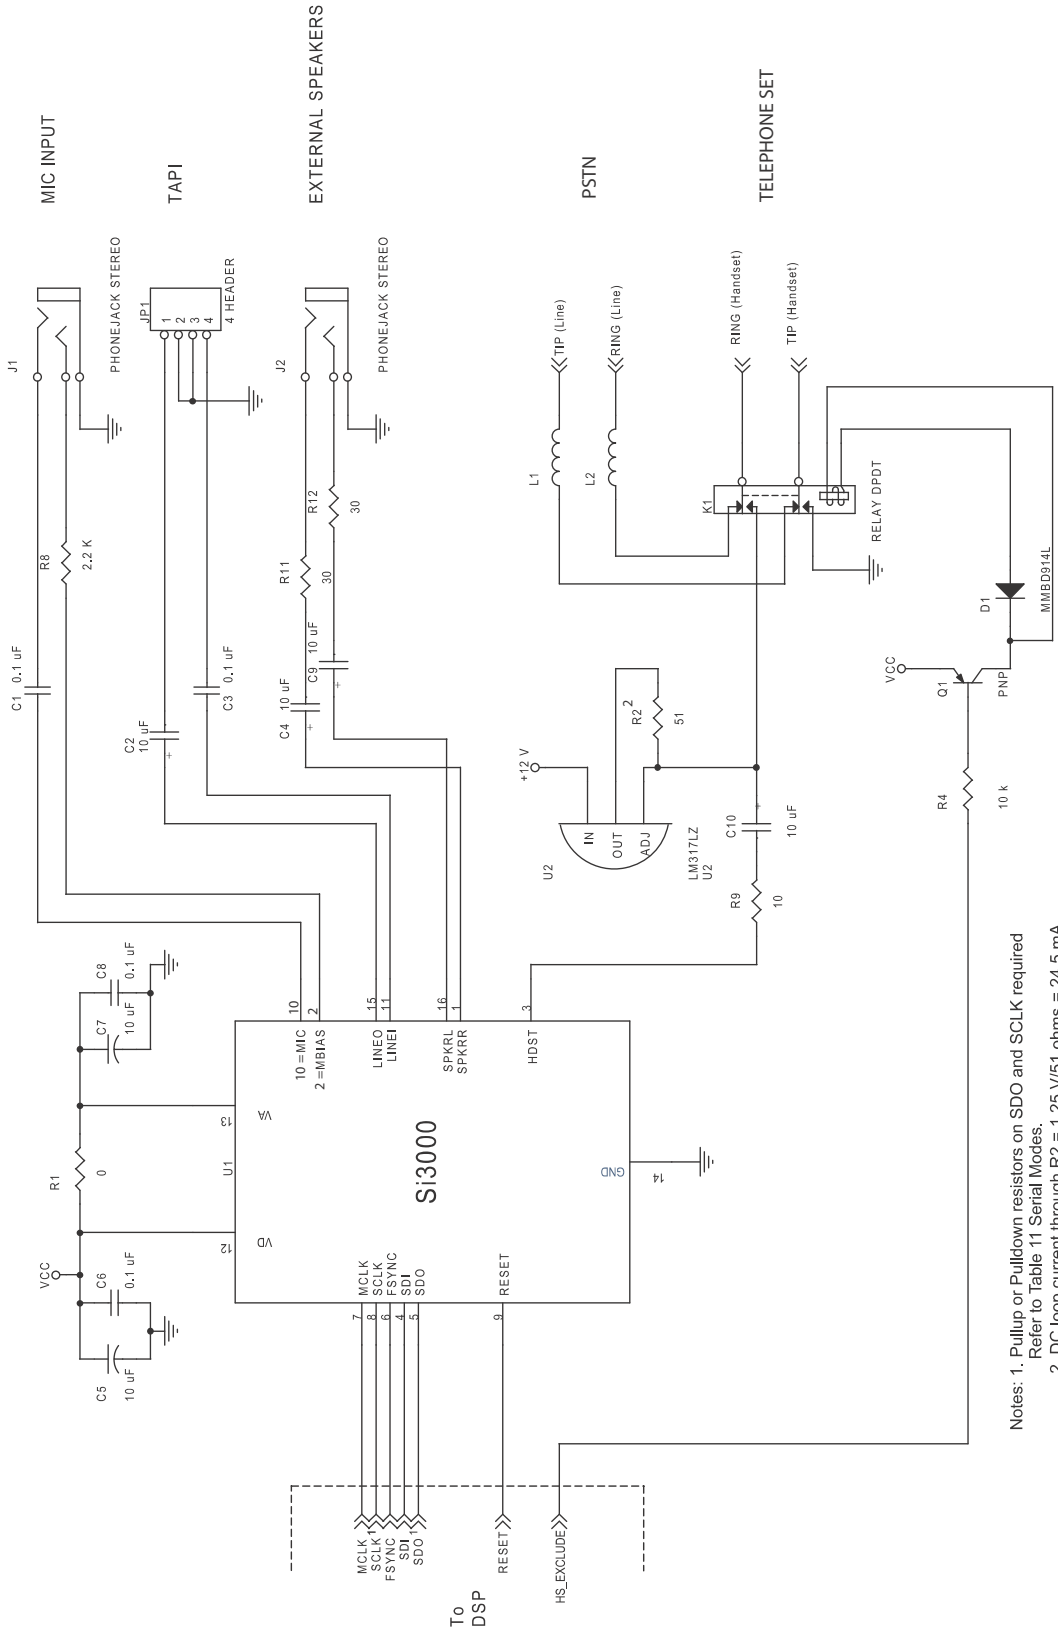 MIC INPUT
TAPI
EXTERNAL SPEAKERS
PSTN
TELEPHONE SET
J1
PHONEJACK STEREO
JP1
1
2
3
4
4 HEADER
J2
PHONEJACK STEREO
TIP (Line)
RING (Line)
RING (Handset)
TIP (Handset)
L1
L2
K1
RELAY DPDT
R8
2.2 K
R12
30
R11
30
C1
0.1 uF
C2
10 uF
C3
0.1 uF
C4
10 uF
C9
10 uF
+
+
+
+12 V
IN
OUT
ADJ
U2
LM317LZ
U2
R2
2
51
C10
10 uF
+
R9
10
VCC
Q1
PNP
D1
MMBD914L
R4
10 k
C8
0.1 uF
C7
10 uF
R1
0
VCC
C6
0.1 uF
C5
10 uF
10
2
15
11
16
1
3
10 =MIC
2 =MBIAS
LINEO
LINEI
SPKRL
SPKRR
HDST
13
VA
U1
12
VD
Si3000
GND
14
MCLK
SCLK
FSYNC
SDI
SDO
RESET
7
8
6
4
5
9
MCLK
SCLK 1
FSYNC
SDI
SDO 1
RESET
HS_EXCLUDE
To
DSP
Notes: 1. Pullup or Pulldown resistors on SDO and SCLK required
Refer to Table 11 Serial Modes.
2. DC loop current through R2 = 1.25 V/51 ohms = 24.5 mA